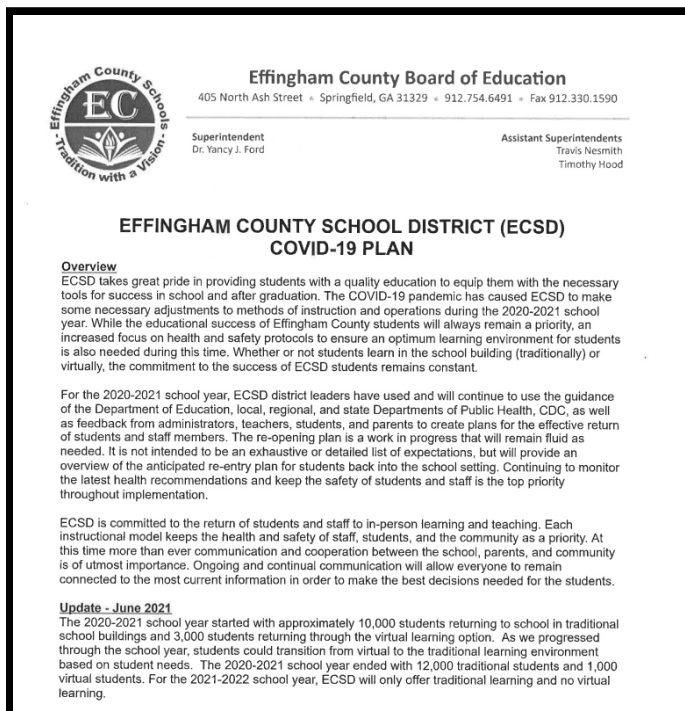 Effingham County Schools
EC
- Tradition with a Vision -
Effingham County Board of Education
405 North Ash Street • Springfield, GA 31329 • 912.754.6491 • Fax 912.330.1590
Superintendent
Dr. Yancy J. Ford
Assistant Superintendents
Travis Nesmith
Timothy Hood
EFFINGHAM COUNTY SCHOOL DISTRICT (ECSD)
COVID-19 PLAN
Overview
ECSD takes great pride in providing students with a quality education to equip them with the necessary
tools for success in school and after graduation. The COVID-19 pandemic has caused ECSD to make
some necessary adjustments to methods of instruction and operations during the 2020-2021 school
year. While the educational success of Effingham County students will always remain a priority, an
increased focus on health and safety protocols to ensure an optimum learning environment for students
is also needed during this time. Whether or not students learn in the school building (traditionally) or
virtually, the commitment to the success of ECSD students remains constant.
For the 2020-2021 school year, ECSD district leaders have used and will continue to use the guidance
of the Department of Education, local, regional, and state Departments of Public Health, CDC, as well
as feedback from administrators, teachers, students, and parents to create plans for the effective return
of students and staff members. The re-opening plan is a work in progress that will remain fluid as
needed. It is not intended to be an exhaustive or detailed list of expectations, but will provide an
overview of the anticipated re-entry plan for students back into the school setting. Continuing to monitor
the latest health recommendations and keep the safety of students and staff is the top priority
throughout implementation.
ECSD is committed to the return of students and staff to in-person learning and teaching. Each
instructional model keeps the health and safety of staff, students, and the community as a priority. At
this time more than ever communication and cooperation between the school, parents, and community
is of utmost importance. Ongoing and continual communication will allow everyone to remain
connected to the most current information in order to make the best decisions needed for the students.
Update - June 2021
The 2020-2021 school year started with approximately 10,000 students returning to school in traditional
school buildings and 3,000 students returning through the virtual learning option. As we progressed
through the school year, students could transition from virtual to the traditional learning environment
based on student needs. The 2020-2021 school year ended with 12,000 traditional students and 1,000
virtual students. For the 2021-2022 school year, ECSD will only offer traditional learning and no virtual
learning.